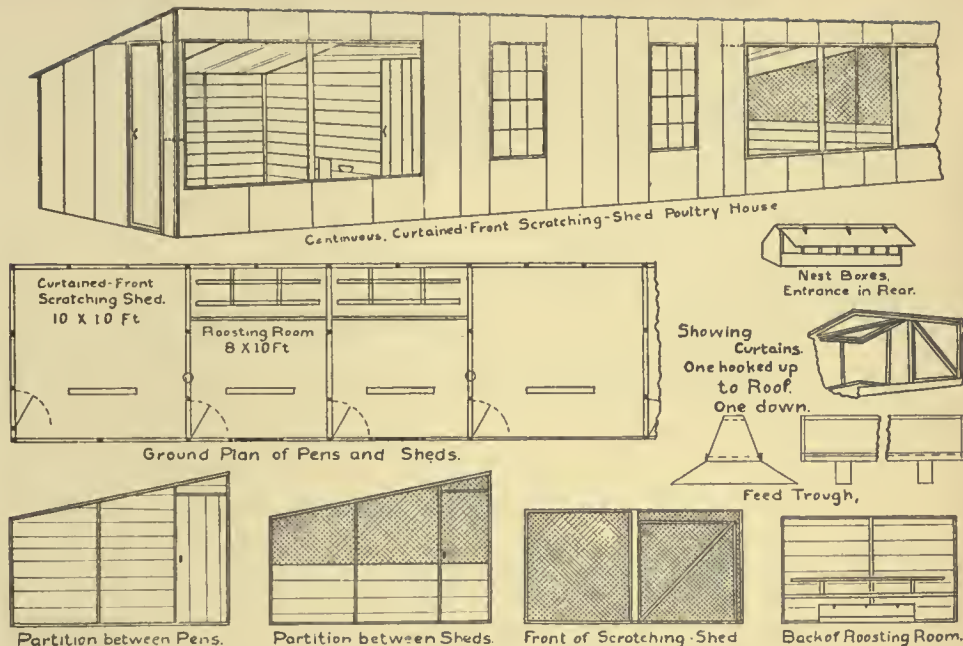 Continuous, Curtained-Front Scratching-Shed Poultry House
Nest Boxes,
Entrance in Rear.
Curtained-Front
Scratching Shed.
10 X 10 Ft
Roosting Room
8 X 10 Ft
Showing
Curtains.
One hooked up
to Roof.
One down.
Ground Plan of Pens and Sheds.
Feed Trough,
Partition between Pens.
Partition between Sheds.
Front of Scratching-Shed
Back of Roosting Room.